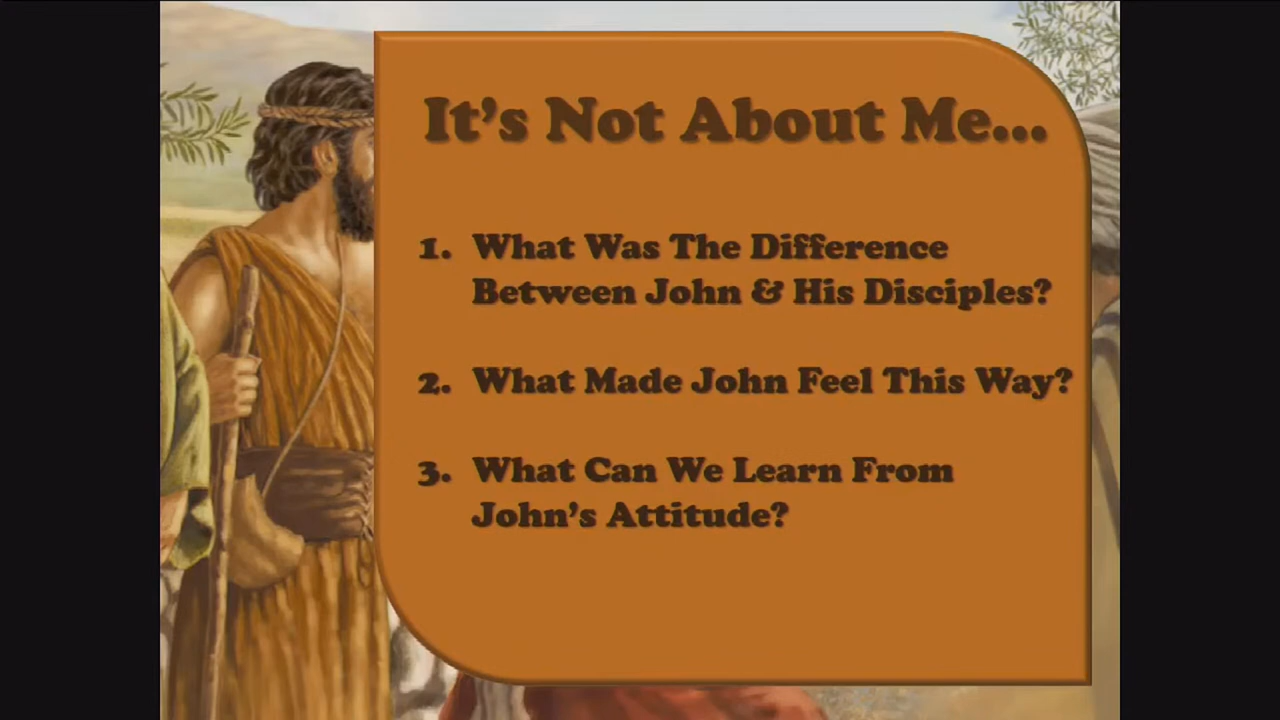 It’s Not About Me...
1. What Was The Difference
Between John & His Disciples?
2. What Made John Feel This Way?
3. What Can We Learn From
John’s Attitude?